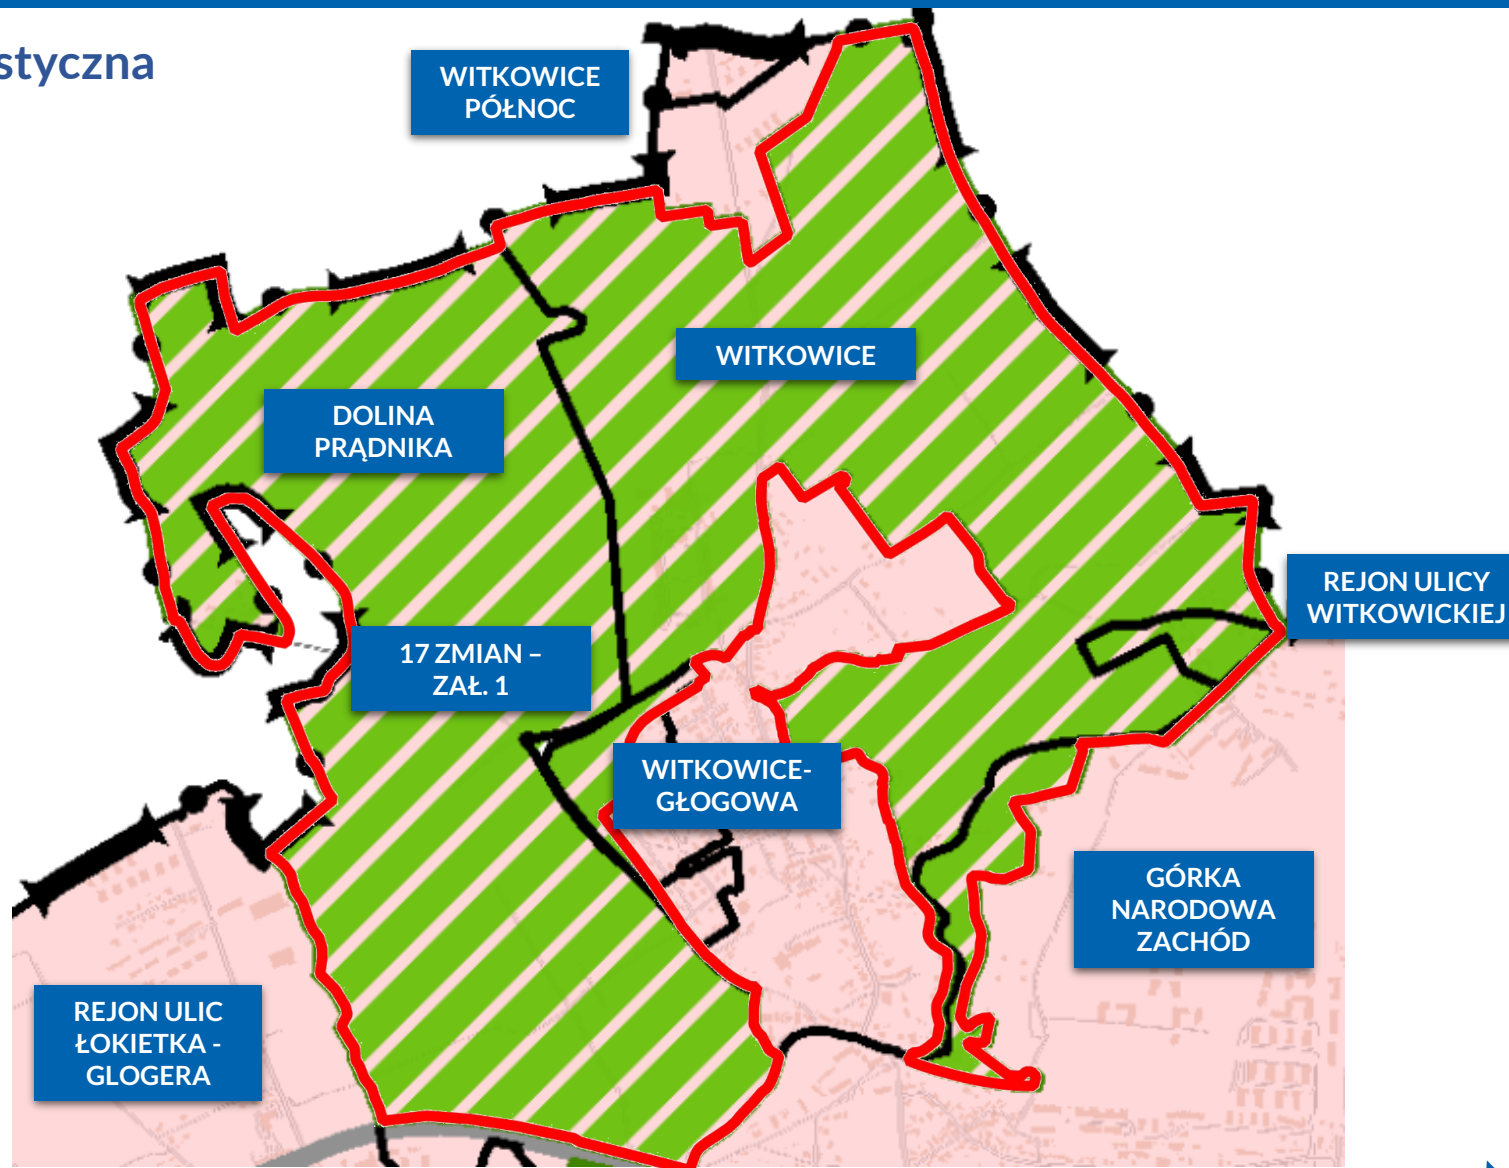 styczna
WITKOWICE
PÓŁNOC
WITKOWICE
DOLINA
PRĄDNIKA
REJON ULICY
WITKOWICKIEJ
17 ZMIAN –
ZAŁ. 1
WITKOWICE-
GŁOGOWA
GÓRKA
NARODOWA
ZACHÓD
REJON ULIC
ŁOKIETKA -
GLOGERA